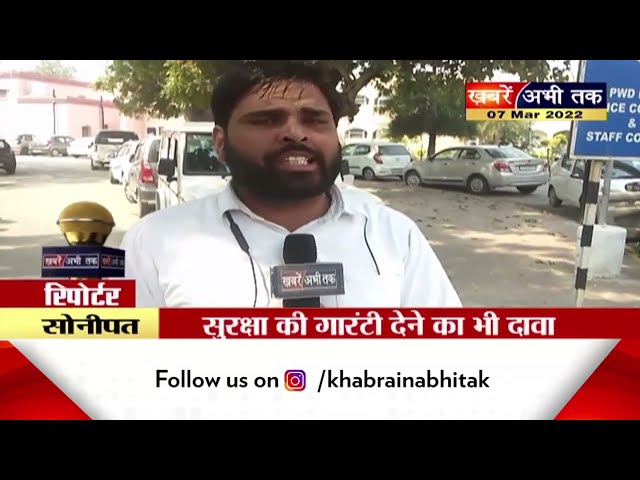 खबरें अभी तक
07 Mar 2022
PWD
& 
STAFF
खबरें अभी तक
खबरें अभी तक
रिपोर्टर
सोनीपत
सुरक्षा की गारंटी देने का भी दावा
Follow us on /khabrainabhitak